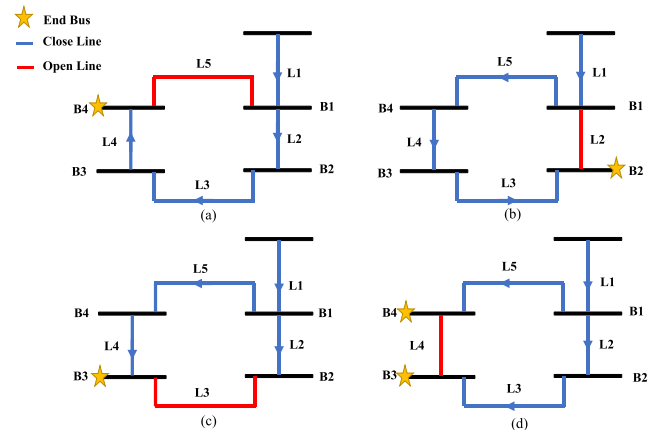 End Bus
Close Line
Open Line
L5
L1
B4
B1
L4
L2
B3
B2
L3
(a)
L5
L1
B4
B1
L4
L2
B3
B2
L3
(b)
L5
L1
B4
B1
L4
L2
B3
B2
L3
(c)
L5
L1
B4
B1
L4
L2
B3
B2
L3
(d)